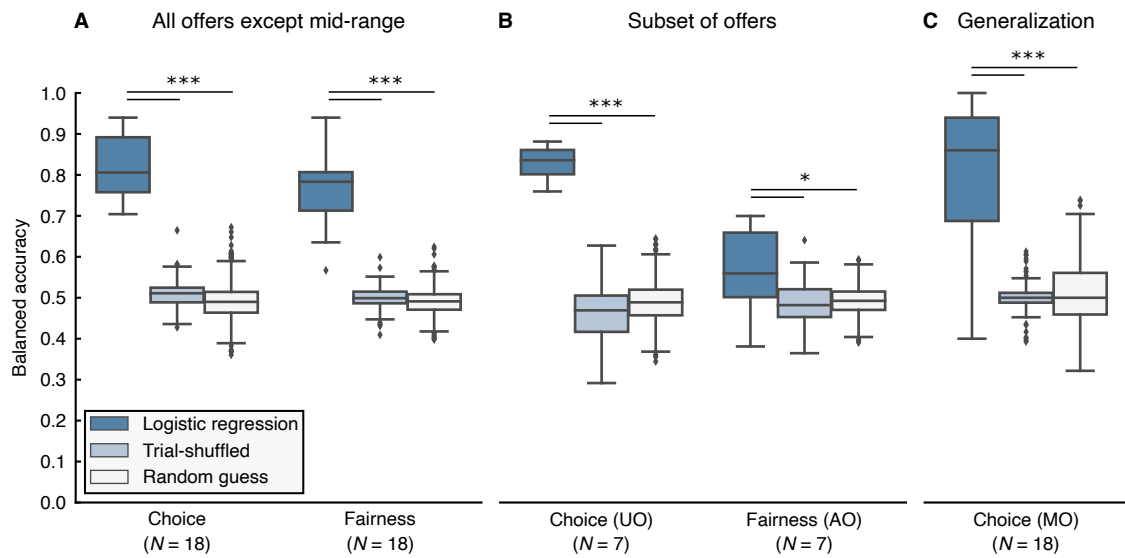 A All offers except mid-range
B Subset of offers
C Generalization
***
***
***
*
***
Balanced accuracy
1.0
0.9
0.8
0.7
0.6
0.5
0.4
0.3
0.2
0.1
0.0
Logistic regression
Trial-shuffled
Random guess
Choice
(N = 18)
Fairness
(N = 18)
Choice (UO)
(N = 7)
Fairness (AO)
(N = 7)
Choice (MO)
(N = 18)